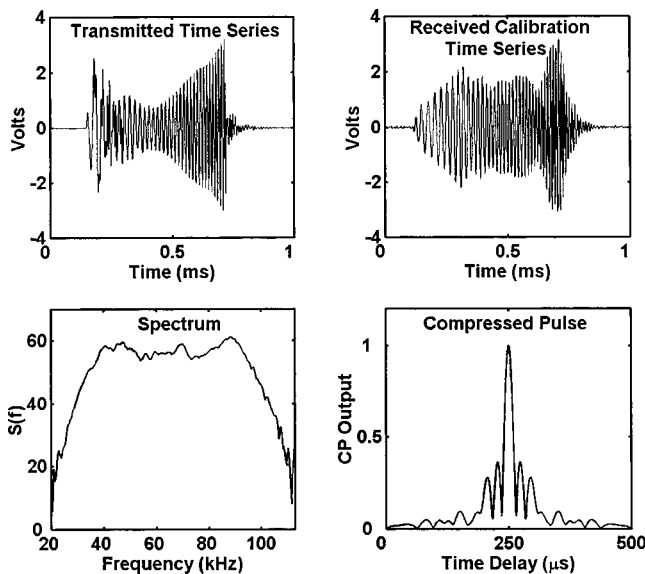 Transmitted Time Series
4
2
0
-2
-4
Volts
0
0.5
1
Time (ms)
Received Calibration
Time Series
4
2
0
-2
-4
Volts
0
0.5
1
Time (ms)
Spectrum
60
40
20
0
S(f)
20
40
60
80
100
Frequency (kHz)
Compressed Pulse
1
0.5
0
CP Output
0
250
500
Time Delay (μs)